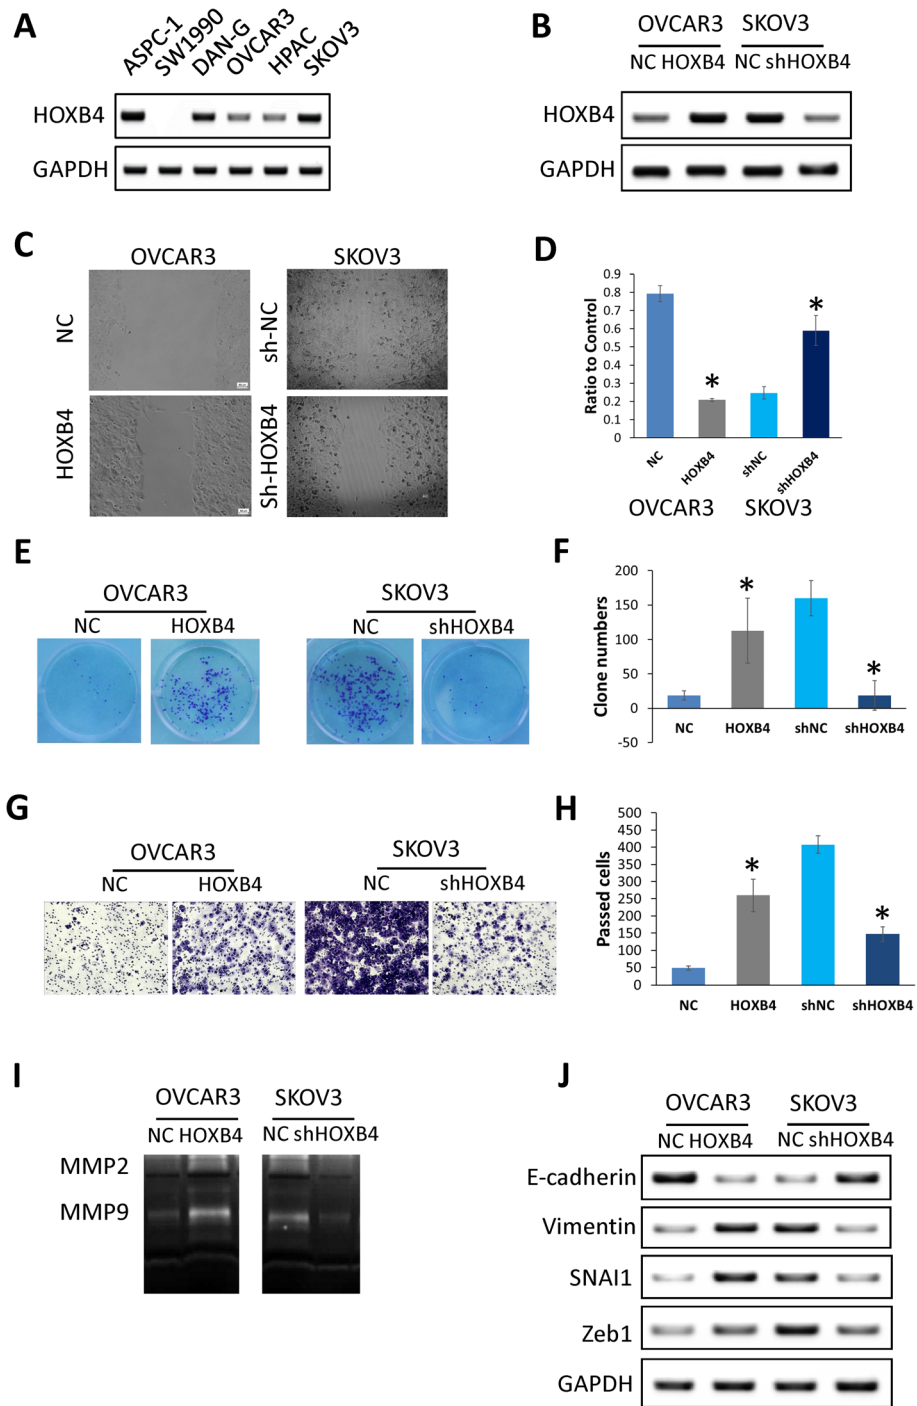 A
ASPC-1
SW1990
DAN-G
OVCAR3
HPAC
SKOV3
HOXB4
GAPDH
B
OVCAR3 SKOV3
NC HOXB4 NC shHOXB4
HOXB4
GAPDH
C
OVCAR3 SKOV3
NC
sh-NC
HOXB4
Sh-HOXB4
D
Ratio to Control
0.9
0.8
0.7
0.6
0.5
0.4
0.3
0.2
0.1
0
*
*
NC
HOXB4
shNC
shHOXB4
OVCAR3 SKOV3
E
OVCAR3 SKOV3
NC HOXB4 NC shHOXB4
F
Clone numbers
200
150
100
50
0
-50
*
*
NC HOXB4 shNC shHOXB4
G
OVCAR3 SKOV3
NC HOXB4 NC shHOXB4
H
Passed cells
500
450
400
350
300
250
200
150
100
50
0
*
*
NC HOXB4 shNC shHOXB4
I
OVCAR3 SKOV3
NC HOXB4 NC shHOXB4
MMP2
MMP9
J
OVCAR3 SKOV3
NC HOXB4 NC shHOXB4
E-cadherin
Vimentin
SNAI1
Zeb1
GAPDH